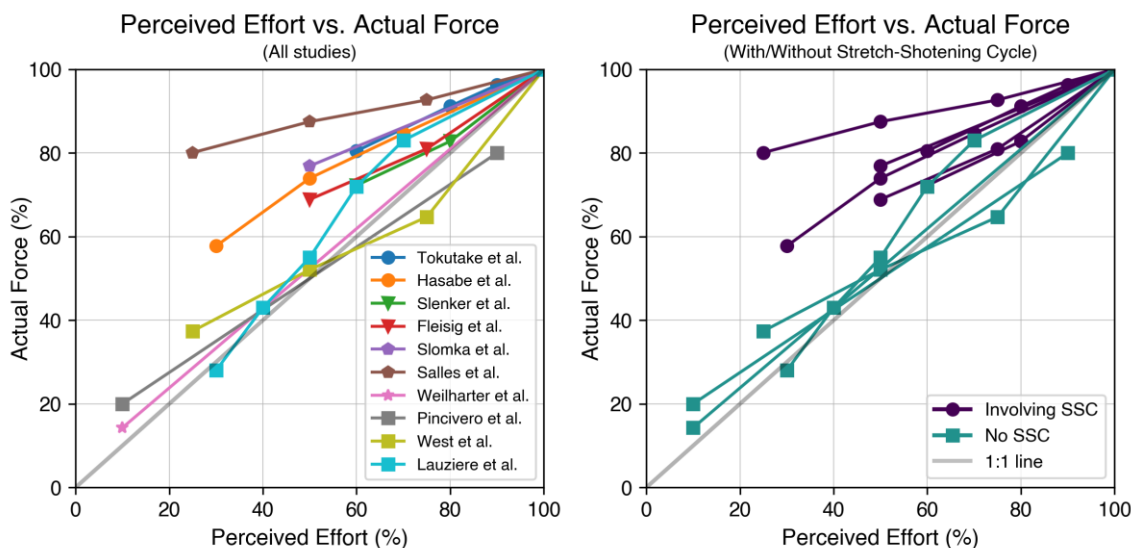 Perceived Effort vs. Actual Force
(All studies)
Actual Force (%)
100
80
60
40
20
0
0 20 40 60 80 100
Perceived Effort (%)
Tokutake et al.
Hasabe et al.
Slenker et al.
Fleisig et al.
Slomka et al.
Salles et al.
Weilharter et al.
Pincivero et al.
West et al.
Lauziere et al.
Perceived Effort vs. Actual Force
(With/Without Stretch-Shotening Cycle)
Actual Force (%)
100
80
60
40
20
0
0 20 40 60 80 100
Perceived Effort (%)
Involving SSC
No SSC
1:1 line